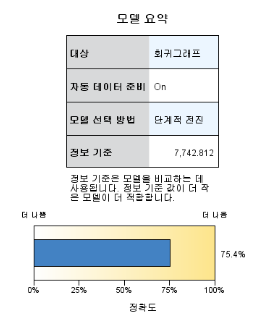 모델 요약
대상 회귀그래프
자동 데이터 준비 On
모델 선택 방법 단계적 전진
정보 기준 7,742.812
정보 기준은 모델을 비교하는 데
사용됩니다. 정보 기준 값이 더 작
은 모델이 더 적합합니다.
더 나쁨 더 나음
75.4%
0% 25% 50% 75% 100%
정확도